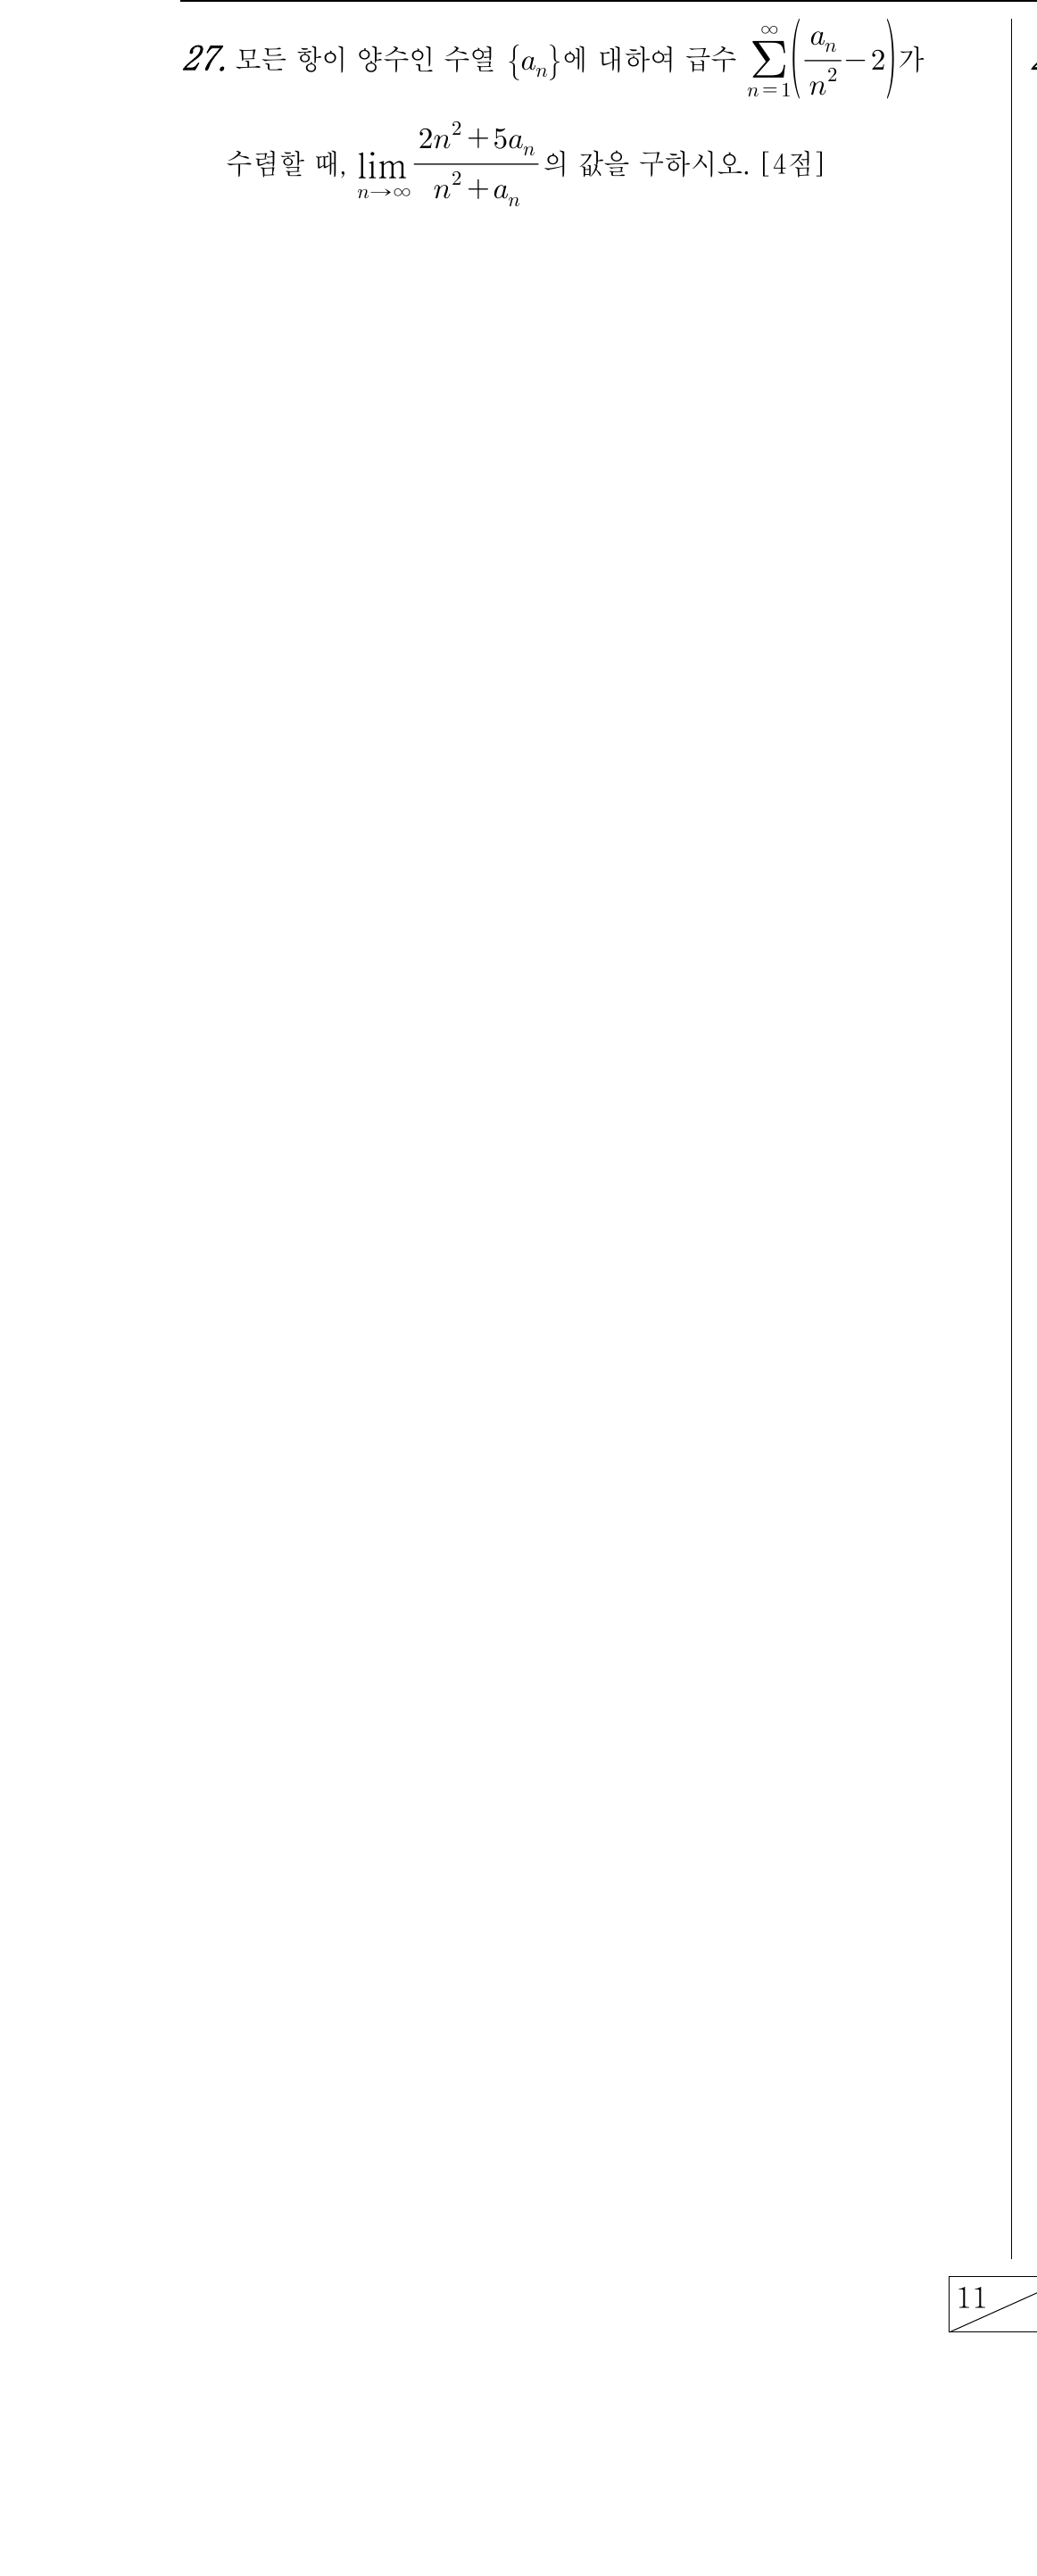 27. 모든 항이 양수인 수열 {aₙ}에 대하여 급수 $\sum_{n=1}^{\infty}\left(\frac{a_n}{n^2}-2\right)$가
수렴할 때, $\lim_{n\to\infty}\frac{2n^2+5a_n}{n^2+a_n}$의 값을 구하시오. [4점]
11